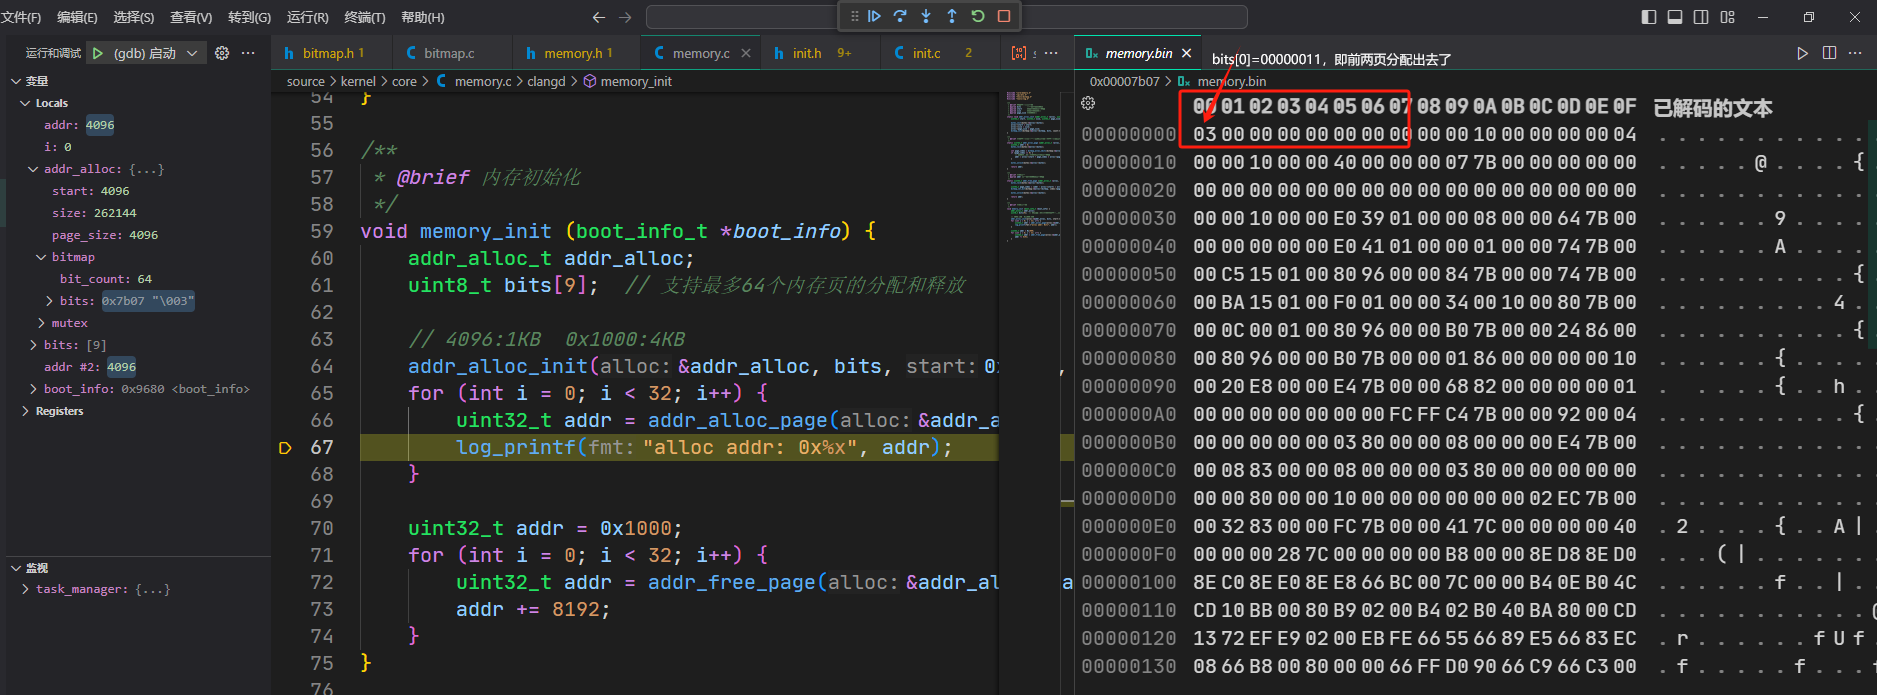 文件(F) 编辑(E) 选择(S) 查看(V) 转到(G) 运行(R) 终端(T) 帮助(H)
运行和调试 (gdb) 启动
变量
Locals
addr: 4096
i: 0
addr_alloc: {...}
start: 4096
size: 262144
page_size: 4096
bitmap
bit_count: 64
bits: 0x7b07 "\003"
mutex
bits: [9]
addr #2: 4096
boot_info: 0x9680 <boot_info>
Registers
监视
task_manager: {...}
bitmap.h 1 bitmap.c memory.h 1 memory.c init.h 9+ init.c 2
source > kernel > core > memory.c > clangd > memory_init
54 }
55
56 /**
57 * @brief 内存初始化
58 */
59 void memory_init (boot_info_t *boot_info) {
60 addr_alloc_t addr_alloc;
61 uint8_t bits[9]; // 支持最多64个内存页的分配和释放
62
63 // 4096:1KB 0x1000:4KB
64 addr_alloc_init(alloc: &addr_alloc, bits, start: 0
65 for (int i = 0; i < 32; i++) {
66 uint32_t addr = addr_alloc_page(alloc: &addr_a
67 log_printf(fmt: "alloc addr: 0x%x", addr);
68 }
69
70 uint32_t addr = 0x1000;
71 for (int i = 0; i < 32; i++) {
72 uint32_t addr = addr_free_page(alloc: &addr_al
73 addr += 8192;
74 }
75 }
76
memory.bin
bits[0]=00000011，即前两页分配出去了
0x00007b07 > memory.bin
00 01 02 03 04 05 06 07 08 09 0A 0B 0C 0D 0E 0F 已解码的文本
00000000 03 00 00 00 00 00 00 00 00 00 10 00 00 00 00 04 . . . . . . . . . . .
00000010 00 00 10 00 00 40 00 00 00 07 7B 00 00 00 00 00 . . . . . @ . . . {
00000020 00 00 00 00 00 00 00 00 00 00 00 00 00 00 00 00 . . . . . . . . . . .
00000030 00 00 10 00 00 E0 39 01 00 00 08 00 00 64 7B 00 . . . . . . 9 . . . .
00000040 00 00 00 00 00 E0 41 01 00 00 01 00 00 74 7B 00 . . . . . . A . . . .
00000050 00 C5 15 01 00 80 96 00 00 84 7B 00 00 74 7B 00 . . . . . . . . . . {
00000060 00 BA 15 01 00 F0 01 00 00 34 00 10 00 80 7B 00 . . . . . . . . . 4 .
00000070 00 0C 00 01 00 80 96 00 00 B0 7B 00 00 24 86 00 . . . . . . . . . . {
00000080 00 80 96 00 00 B0 7B 00 00 01 86 00 00 00 00 10 . . . . . . { . . . .
00000090 00 20 E8 00 00 E4 7B 00 00 68 82 00 00 00 00 01 . . . . . { . . h .
000000A0 00 00 00 00 00 00 FC FF C4 7B 00 00 92 00 04 . . . . . . . . . {
000000B0 00 00 00 00 00 03 80 00 00 08 00 00 00 E4 7B 00 . . . . . . . . . . .
000000C0 00 08 83 00 00 08 00 00 00 03 80 00 00 00 00 00 . . . . . . . . . . .
000000D0 00 00 80 00 00 10 00 00 00 00 00 00 02 EC 7B 00 . . . . . . . . . . .
000000E0 00 32 83 00 00 FC 7B 00 00 41 7C 00 00 00 00 40 . 2 . . . . { . . A |
000000F0 00 00 00 28 7C 00 00 00 00 00 B8 00 00 8E D8 8E D0 . . . ( | . . . . . .
00000100 8E C0 8E E0 8E E8 66 BC 00 7C 00 00 B4 0E B0 4C . . . . . . f . . |
00000110 CD 10 BB 00 80 B9 02 00 B4 02 B0 40 BA 80 00 CD . . . . . . . . . . .
00000120 13 72 EF E9 02 00 EB FE 66 55 66 89 E5 66 83 EC . r . . . . . . f U f
00000130 08 66 B8 00 80 00 00 66 FF D0 90 66 C9 66 C3 00 . f . . . . . f . . .